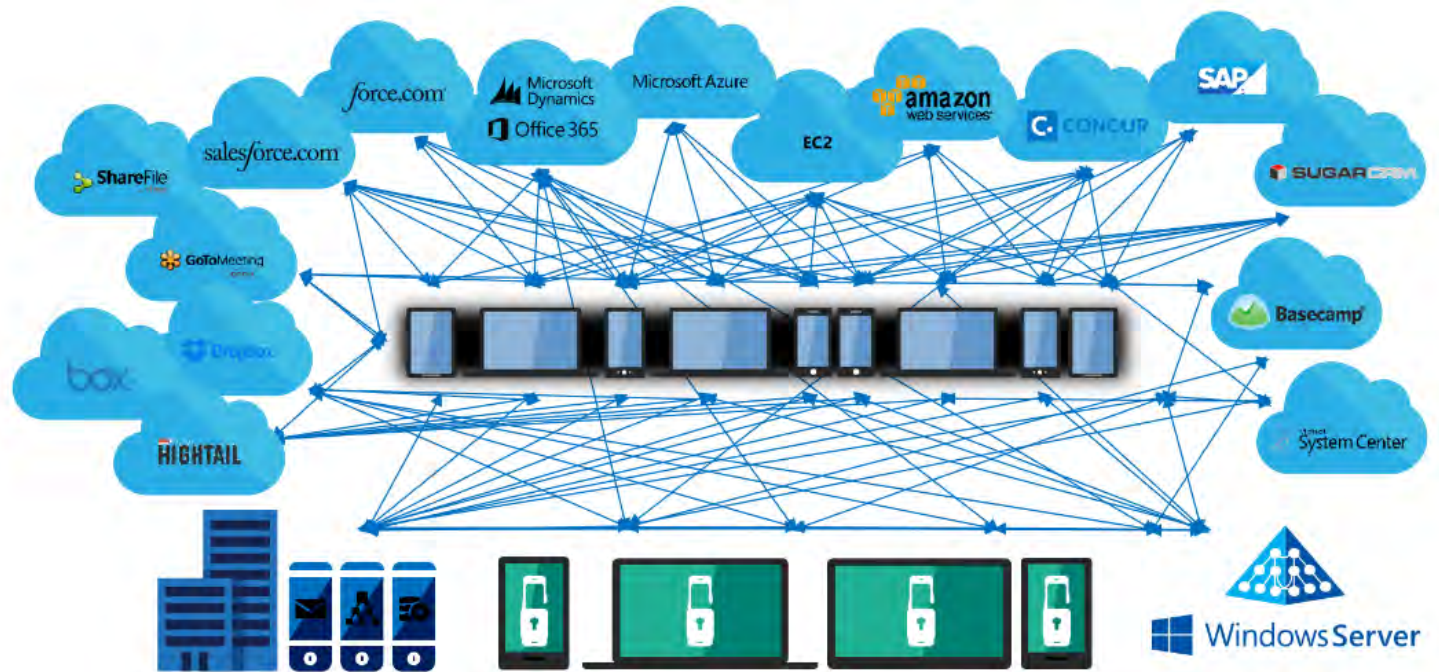 force.com
Microsoft
Dynamics
Office 365
Microsoft Azure
EC2
amazon
web services
C. CONCUR
SAP
SUGARCRM
salesforce.com
ShareFile
GoToMeeting
Basecamp
Dropbox
box
HIGHTAIL
System Center
Windows Server